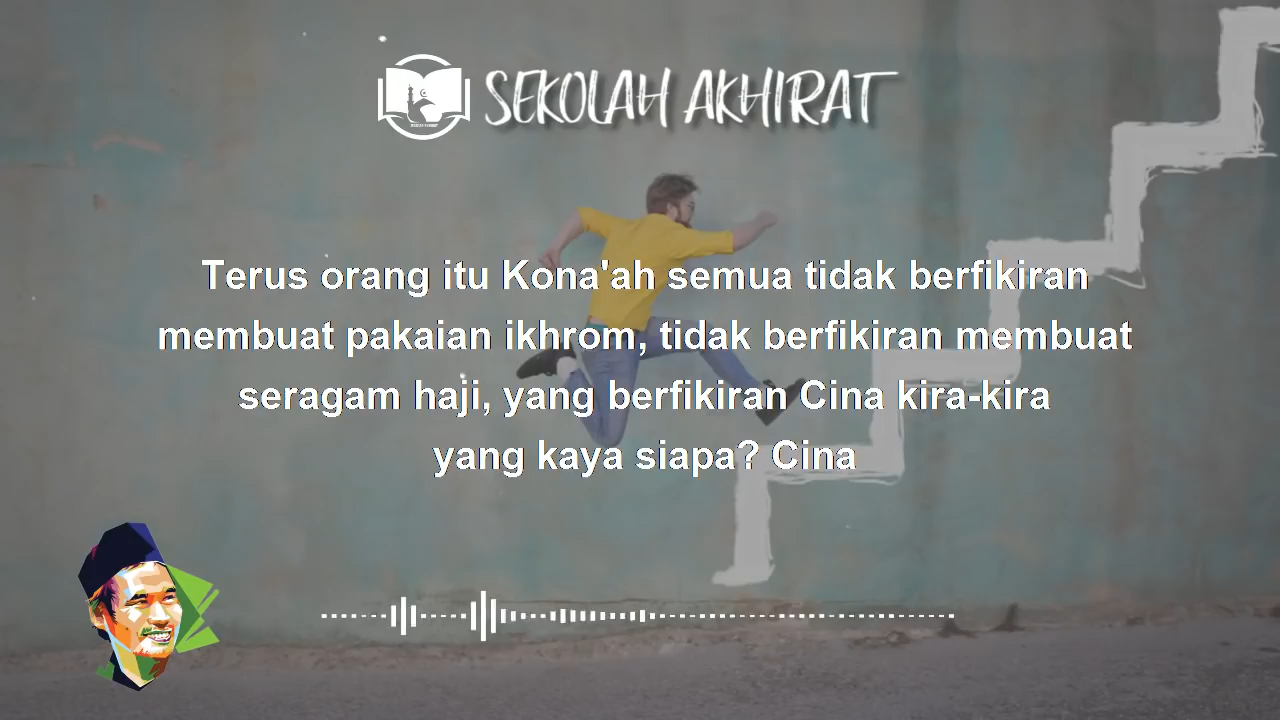 SEKOLAH AKHIRAT
Terus orang itu Kona'ah semua tidak berfikiran
membuat pakaian ikhrom, tidak berfikiran membuat
seragam haji, yang berfikiran Cina kira-kira
yang kaya siapa? Cina